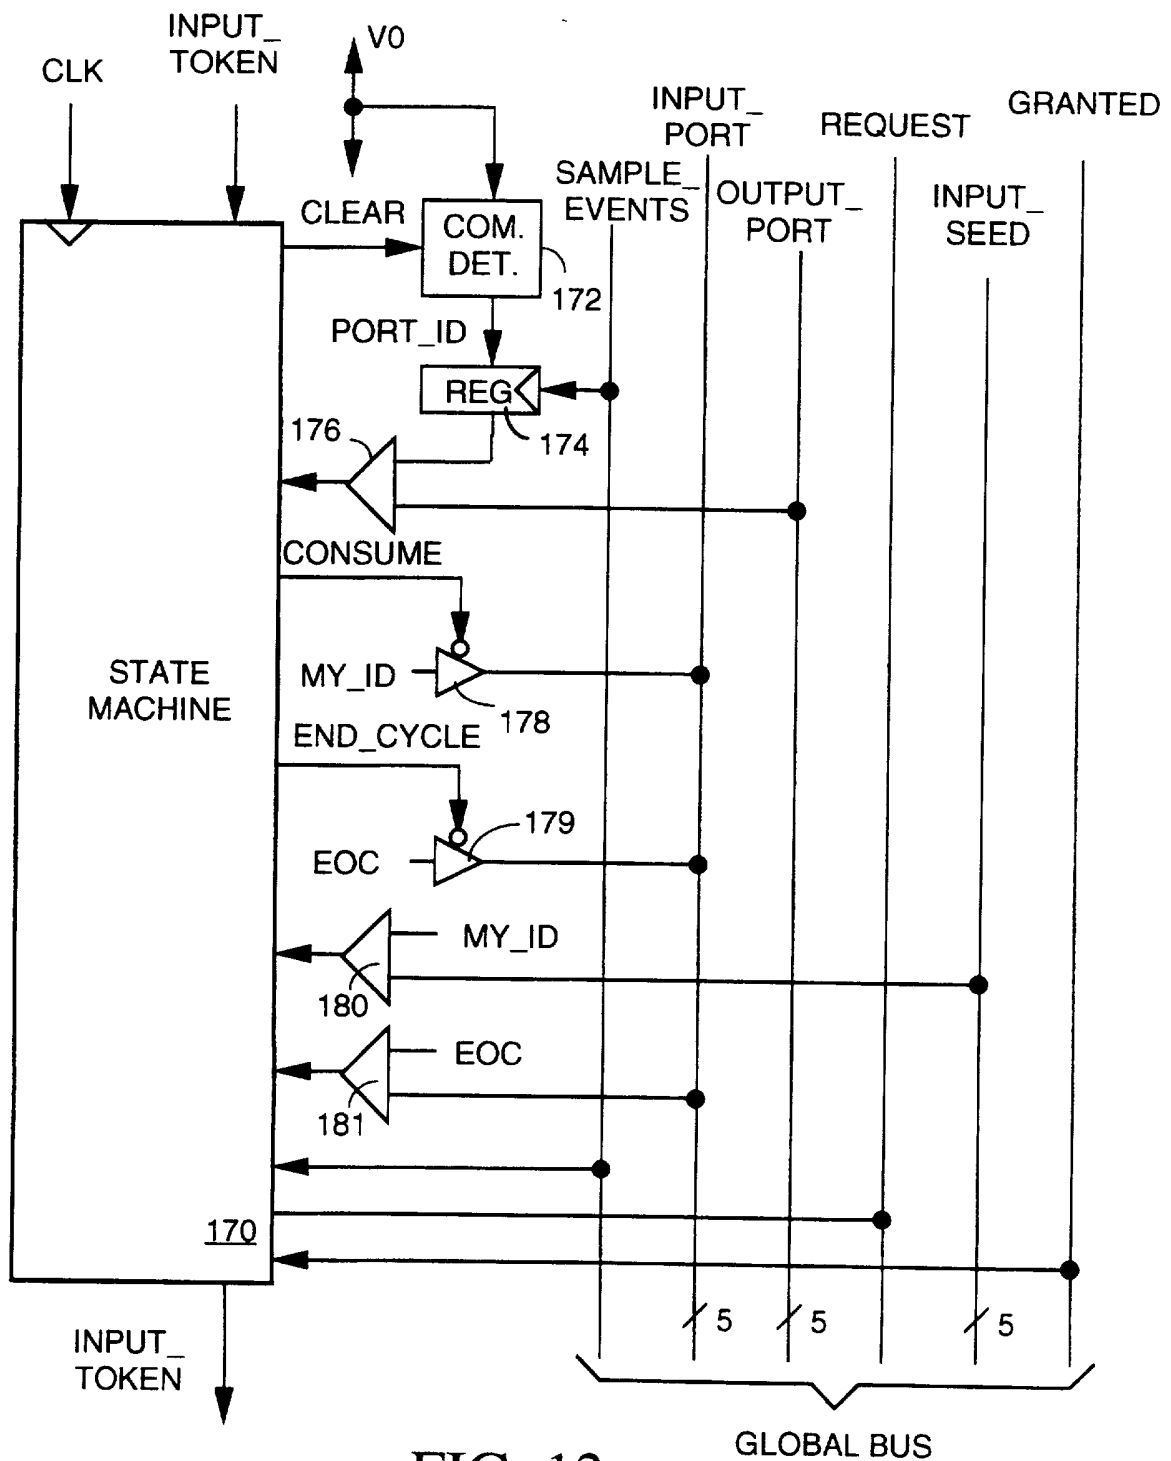 INPUT_
TOKEN
V0
CLK
INPUT_
PORT
GRANTED
REQUEST
SAMPLE_
EVENTS
OUTPUT_
PORT
INPUT_
SEED
CLEAR
COM.
DET.
172
PORT_ID
REG
174
176
CONSUME
STATE
MACHINE
MY_ID
178
END_CYCLE
179
EOC
MY_ID
180
EOC
181
170
5
5
5
INPUT_
TOKEN
GLOBAL BUS